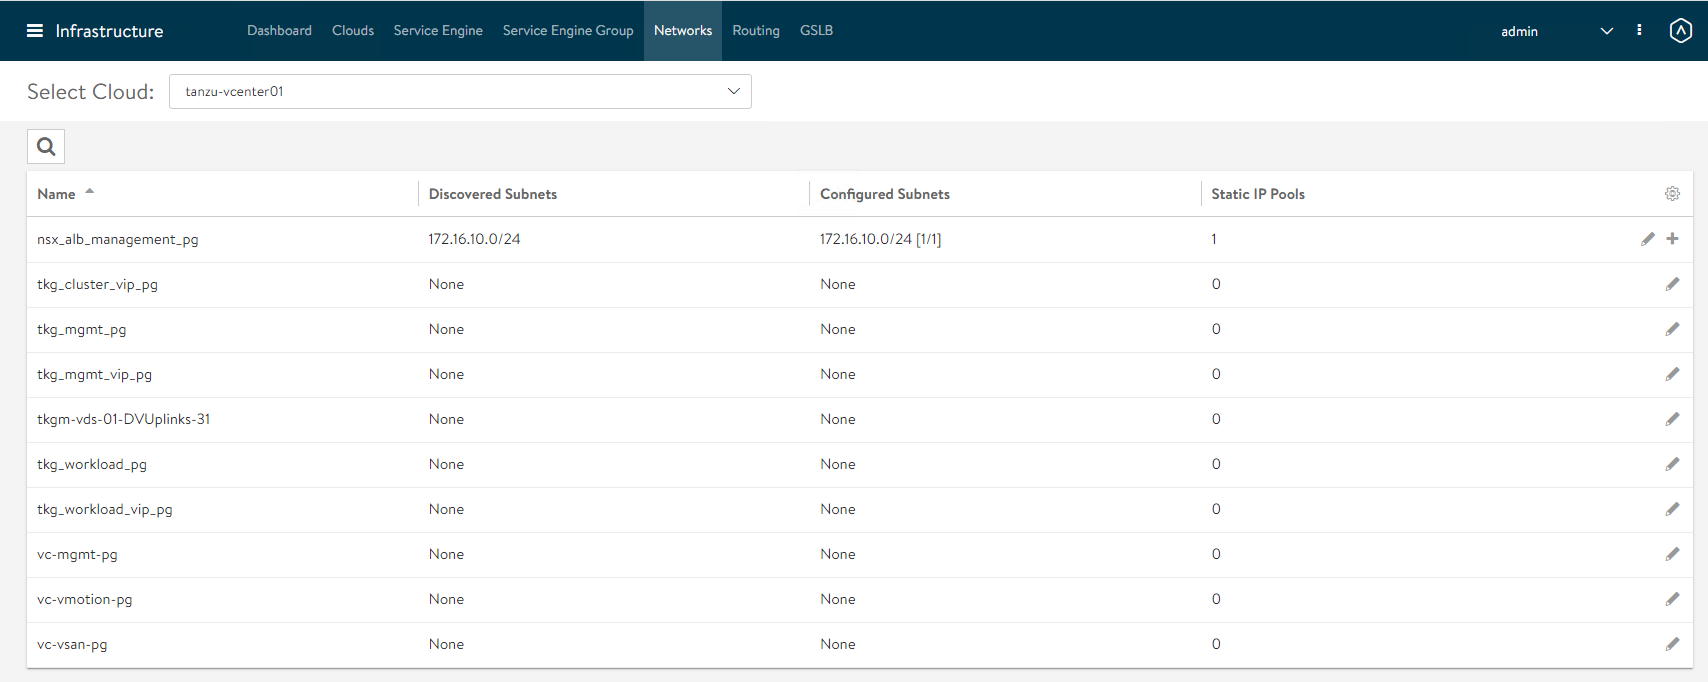 Infrastructure Dashboard Clouds Service Engine Service Engine Group Networks Routing GSLB admin
Select Cloud: tanzu-vcenter01
Name Discovered Subnets Configured Subnets Static IP Pools
nsx_alb_management_pg 172.16.10.0/24 172.16.10.0/24 [1/1] 1
tkg_cluster_vip_pg None None 0
tkg_mgmt_pg None None 0
tkg_mgmt_vip_pg None None 0
tkgm-vds-01-DVUplinks-31 None None 0
tkg_workload_pg None None 0
tkg_workload_vip_pg None None 0
vc-mgmt-pg None None 0
vc-vmotion-pg None None 0
vc-vsan-pg None None 0